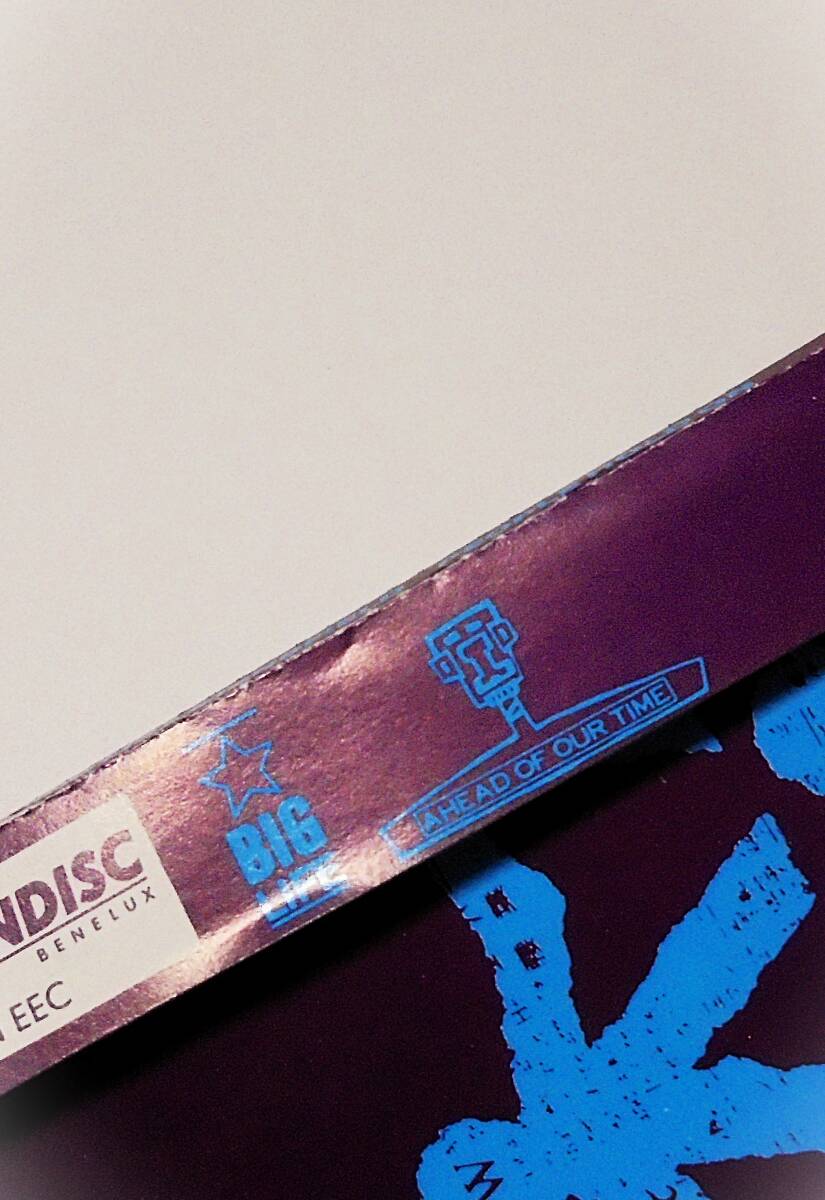 NDISC
BENELUX
EEC
BIG
LIFE
AHEAD OF OUR TIME